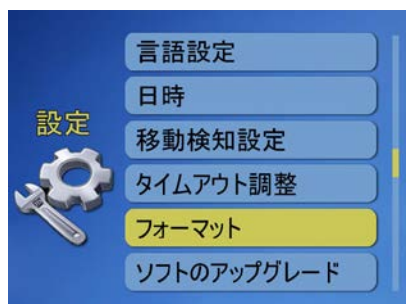 設定
言語設定
日時
移動検知設定
タイムアウト調整
フォーマット
ソフトのアップグレード